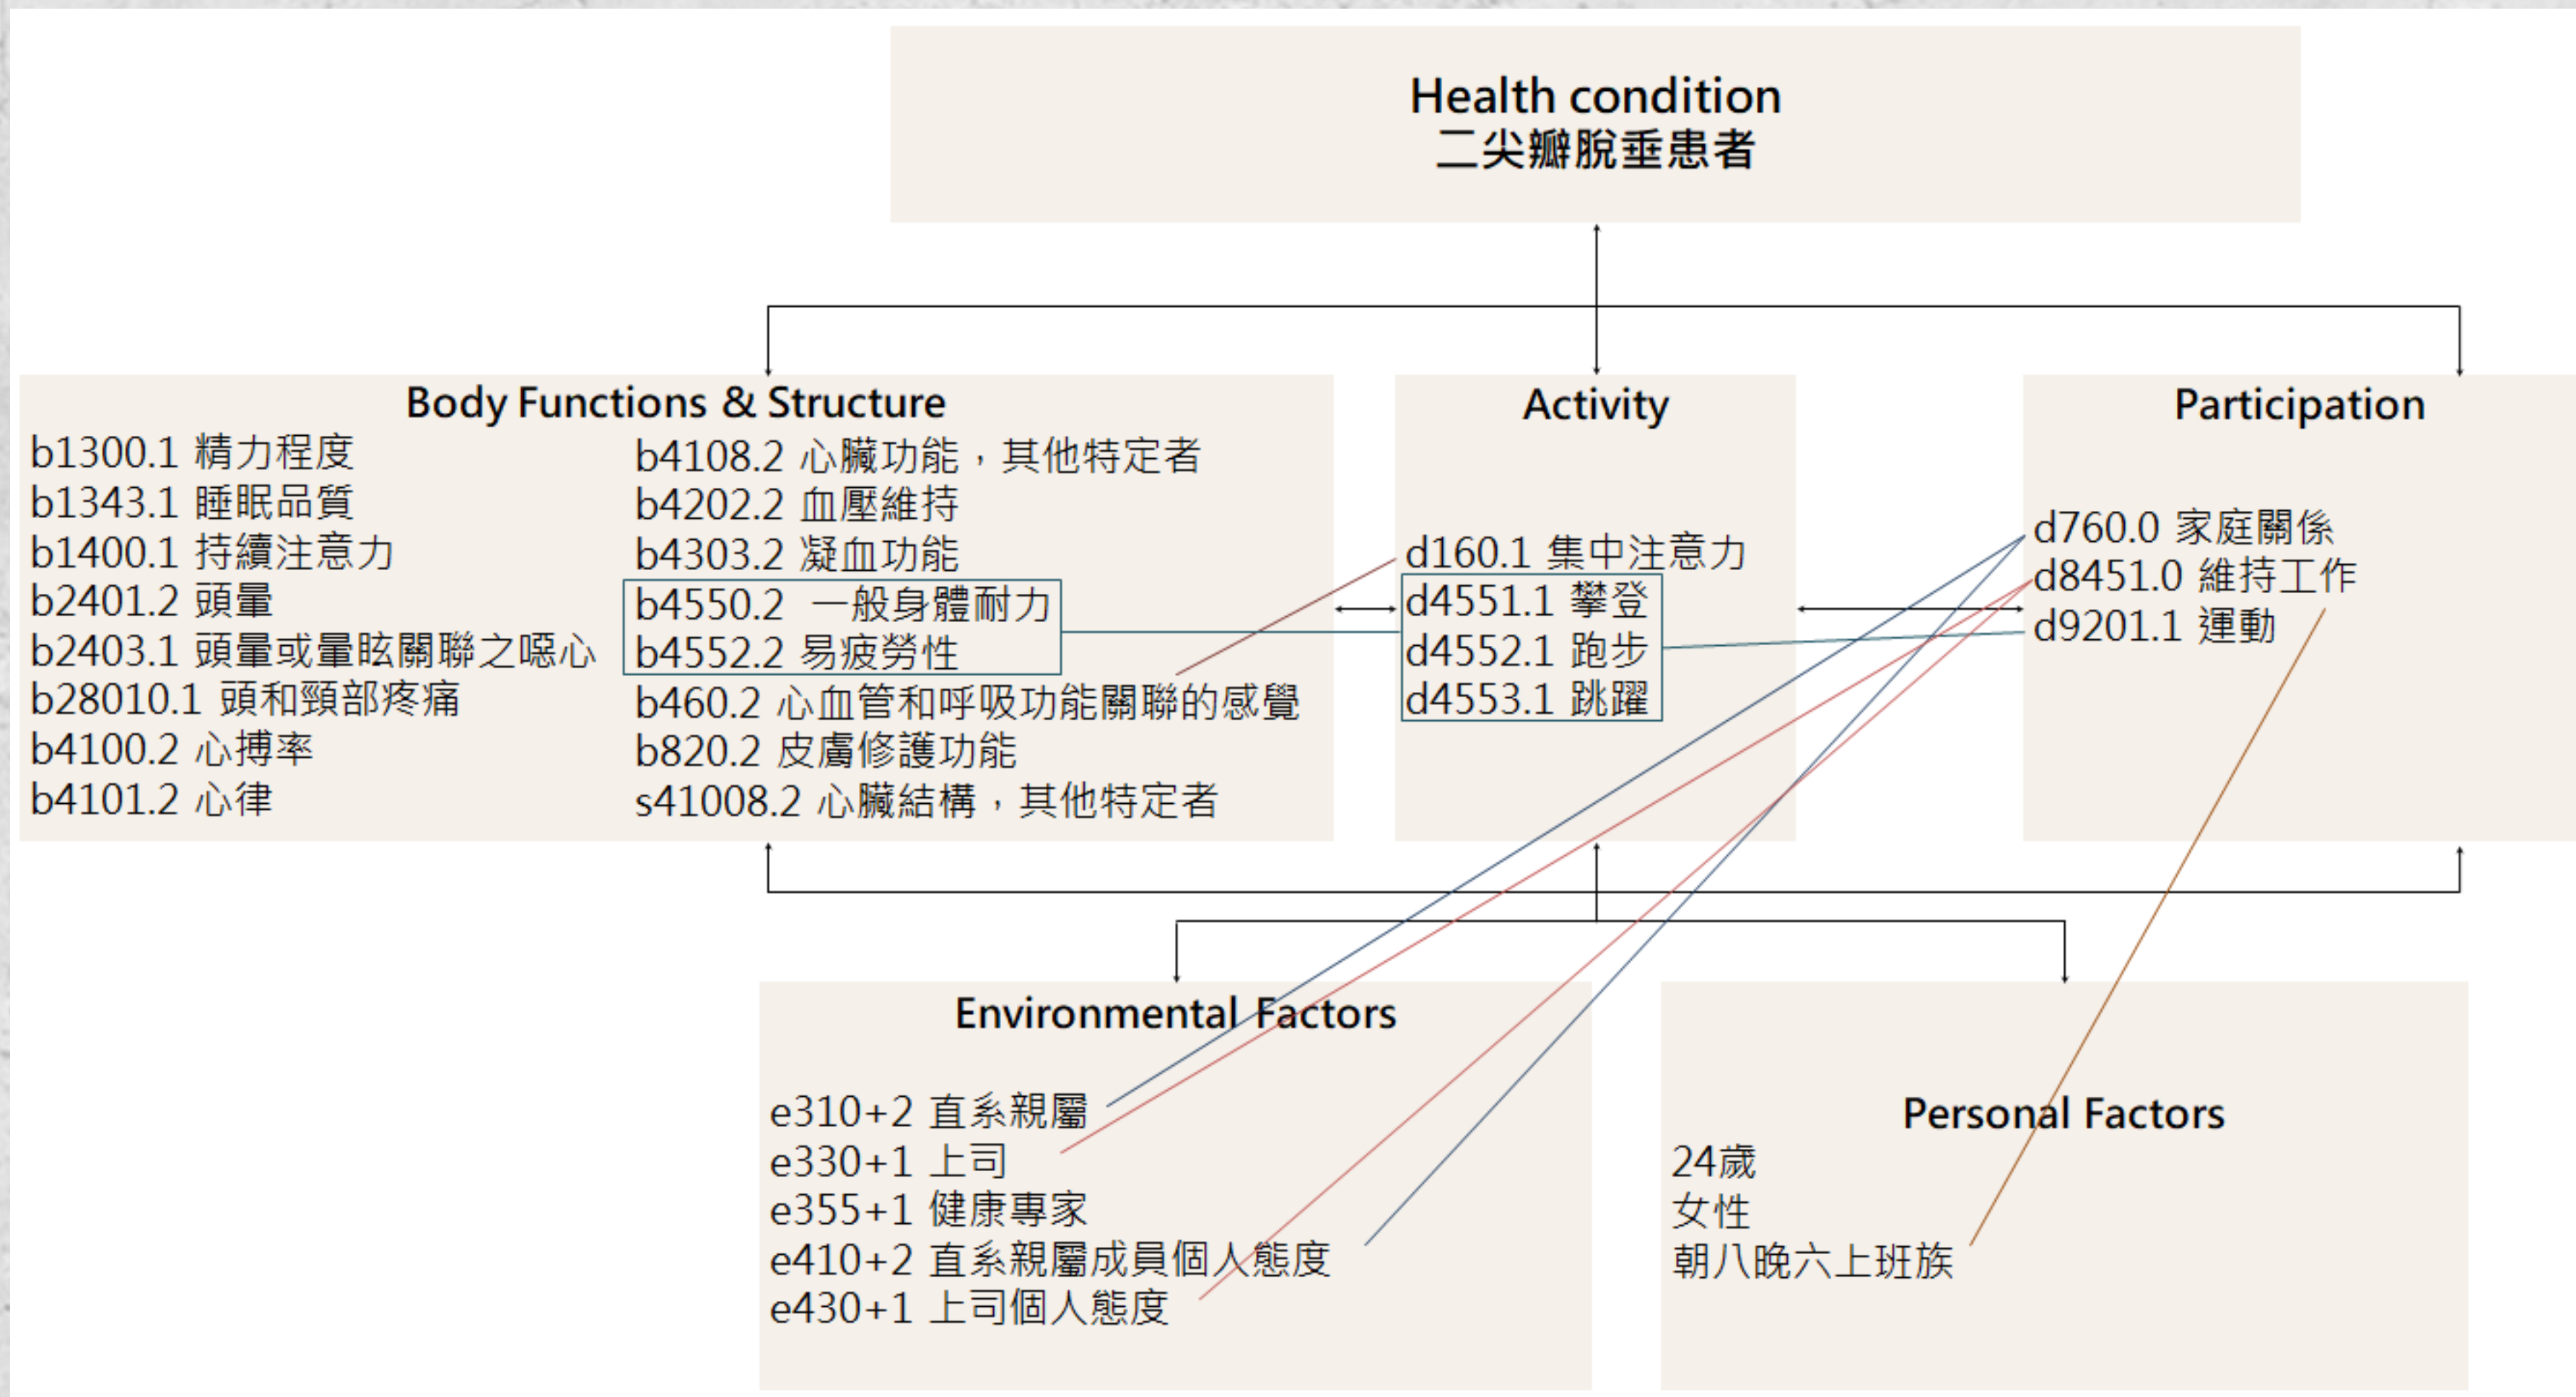 Health condition
二尖瓣脫垂患者
Body Functions & Structure
b1300.1 精力程度
b1343.1 睡眠品質
b1400.1 持續注意力
b2401.2 頭暈
b2403.1 頭暈或暈眩關聯之噁心
b28010.1 頭和頸部疼痛
b4100.2 心搏率
b4101.2 心律
b4108.2 心臟功能，其他特定者
b4202.2 血壓維持
b4303.2 凝血功能
b4550.2 一般身體耐力
b4552.2 易疲勞性
b460.2 心血管和呼吸功能關聯的感覺
b820.2 皮膚修護功能
s41008.2 心臟結構，其他特定者
Activity
d160.1 集中注意力
d4551.1 攀登
d4552.1 跑步
d4553.1 跳躍
Participation
d760.0 家庭關係
d8451.0 維持工作
d9201.1 運動
Environmental Factors
e310+2 直系親屬
e330+1 上司
e355+1 健康專家
e410+2 直系親屬成員個人態度
e430+1 上司個人態度
Personal Factors
24歲
女性
朝八晚六上班族